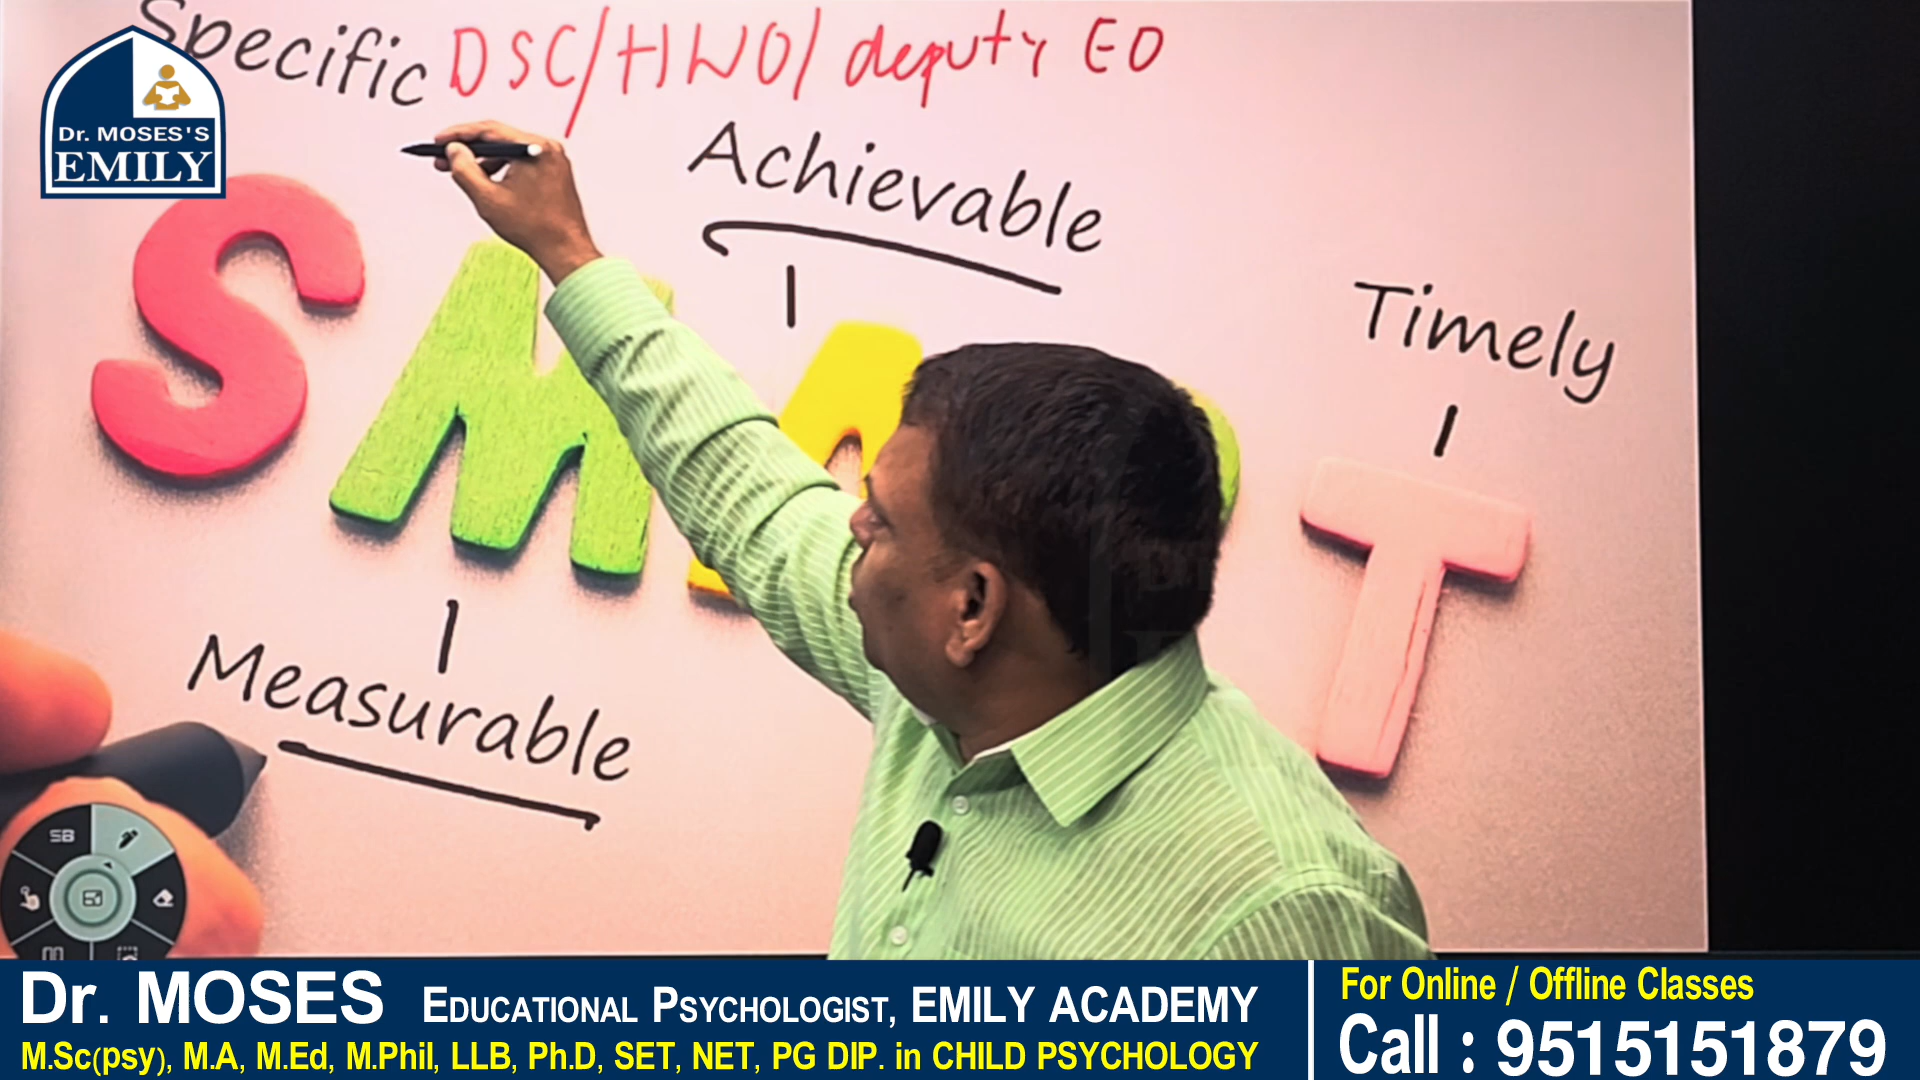 Specific DSC/HWO/ deputy EO
Dr. MOSES'S
EMILY
Achievable
Timely
SMART
Measurable
SB
Dr. MOSES EDUCATIONAL PSYCHOLOGIST, EMILY ACADEMY
M.Sc(psy), M.A, M.Ed, M.Phil, LLB, Ph.D, SET, NET, PG DIP. in CHILD PSYCHOLOGY
For Online / Offline Classes
Call : 9515151879